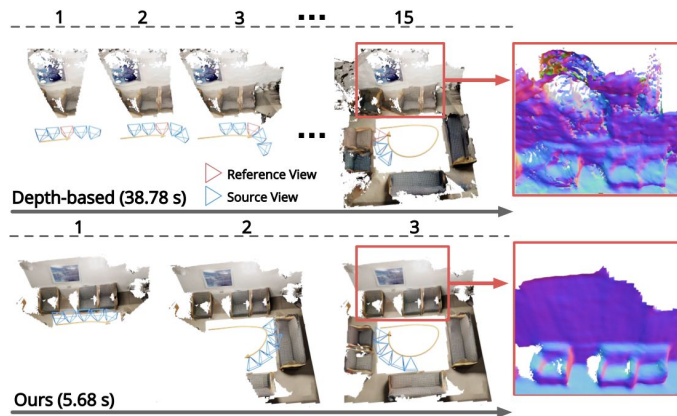 1 2 3 ••• 15
•••
Reference View
Source View
Depth-based (38.78 s)
1 2 3
Ours (5.68 s)